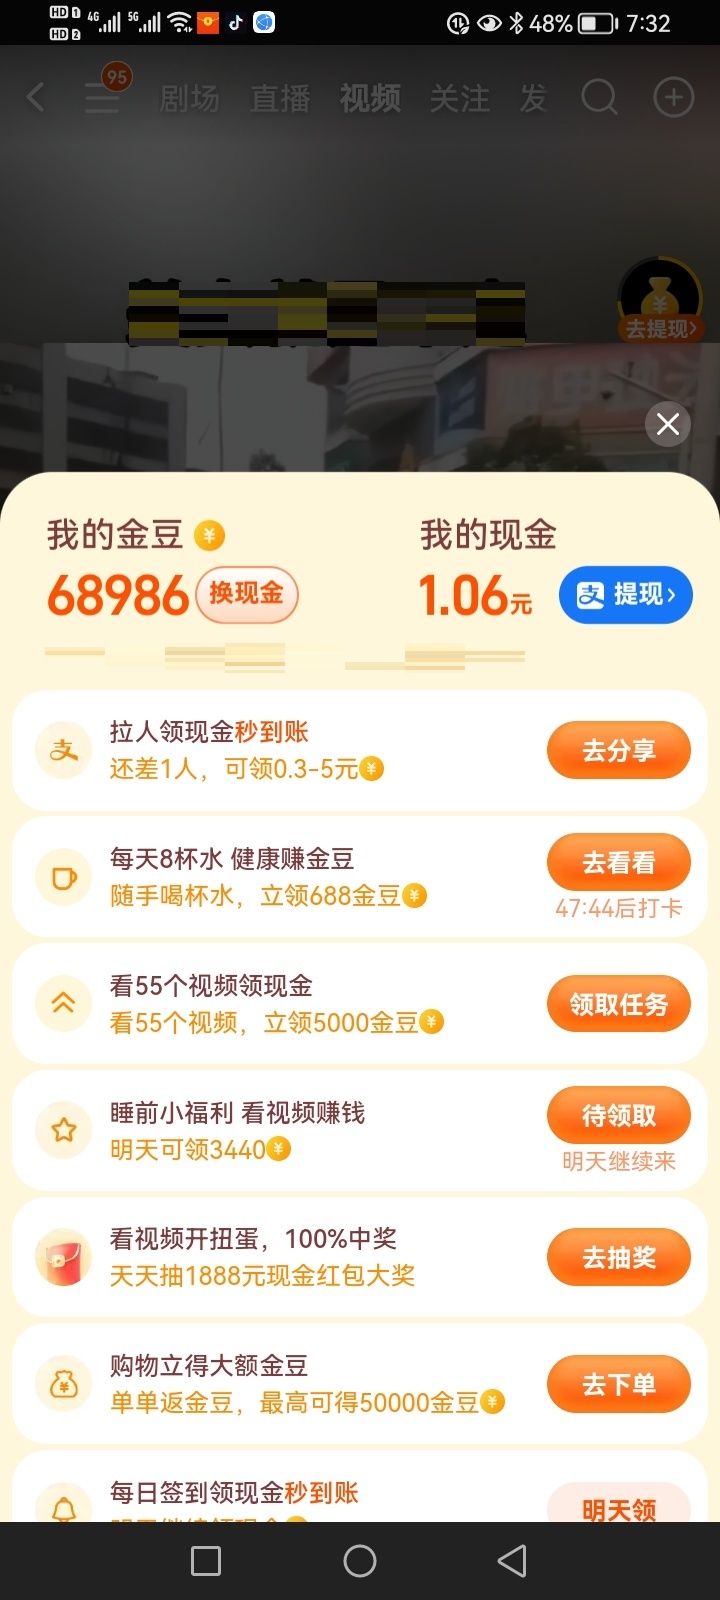 HD 1 4G 5G 48% 7:32
HD 2
95
剧场 直播 视频 关注 发
去提现
我的金豆
我的现金
68986 换现金
1.06元 支 提现
拉人领现金秒到账
还差1人，可领0.3-5元
去分享
每天8杯水 健康赚金豆
随手喝杯水，立领688金豆
去看看
47:44后打卡
看55个视频领现金
看55个视频，立领5000金豆
领取任务
睡前小福利 看视频赚钱
明天可领3440
待领取
明天继续来
看视频开扭蛋，100%中奖
天天抽1888元现金红包大奖
去抽奖
购物立得大额金豆
单单返金豆，最高可得50000金豆
去下单
每日签到领现金秒到账
明天领